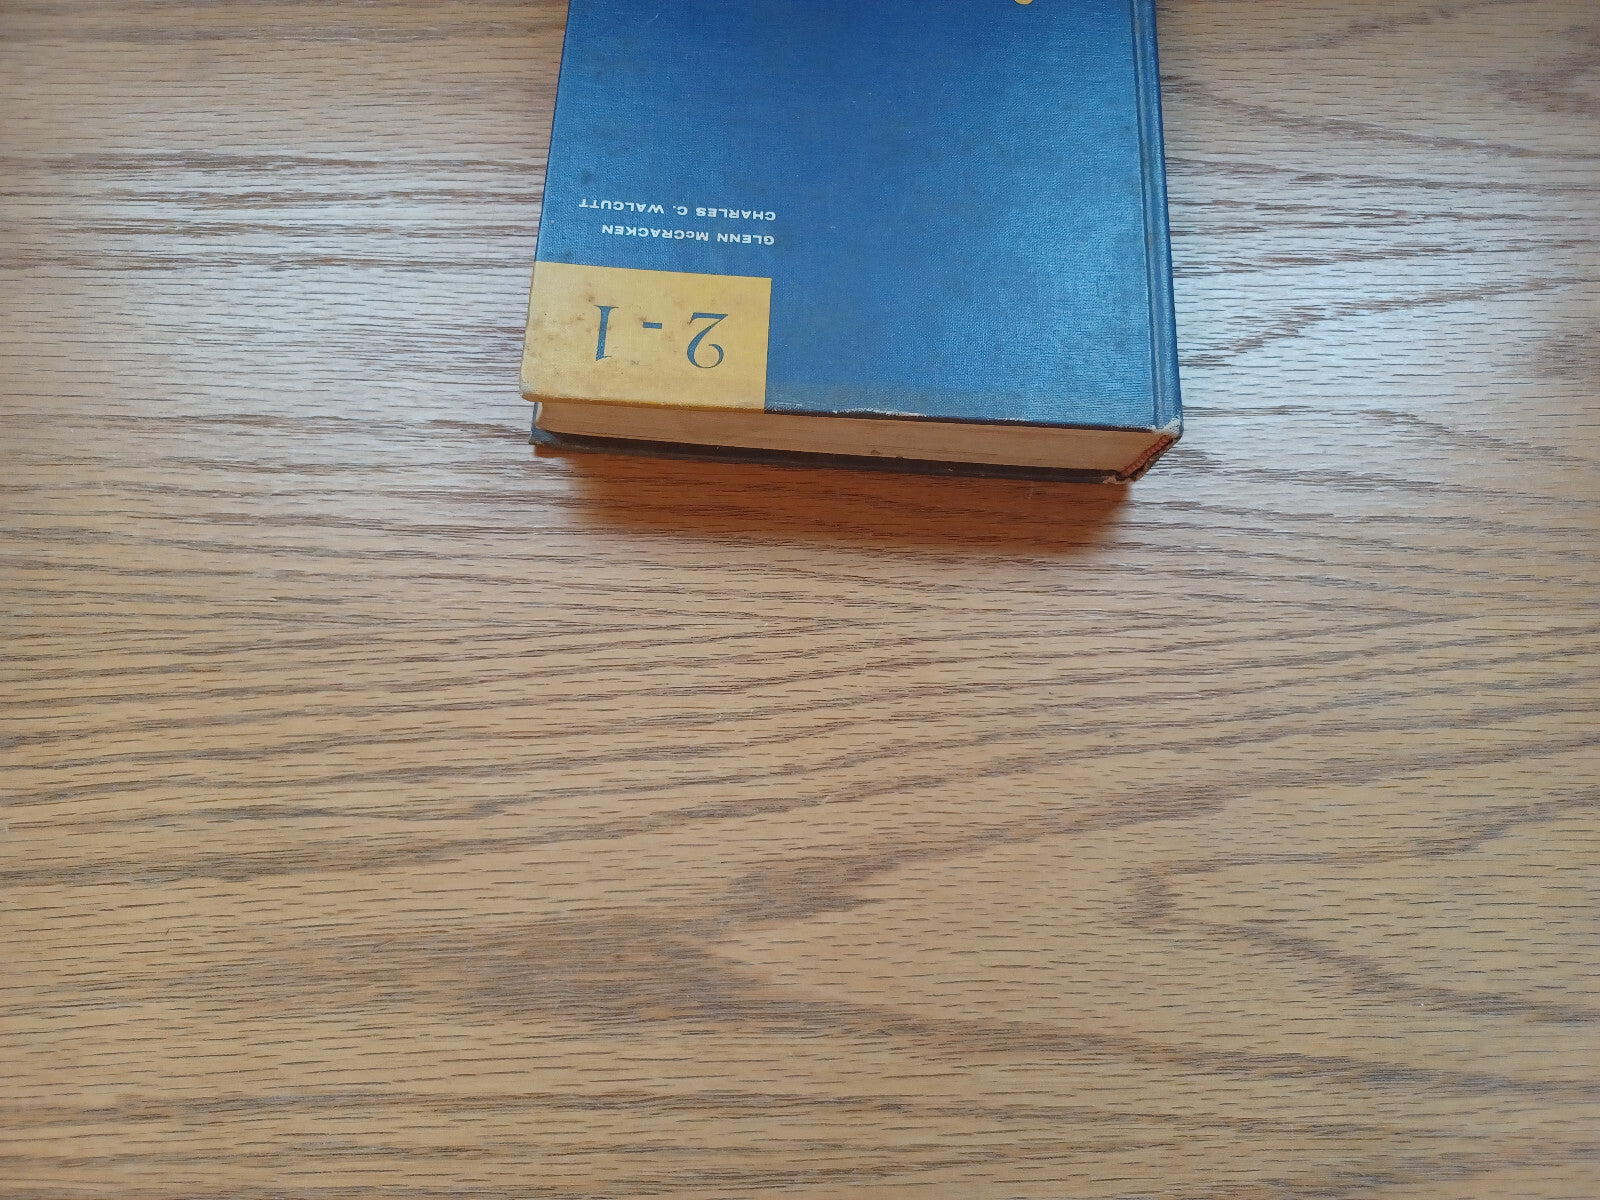 2-1
GLENN McCRACKEN
CHARLES C. WALCUTT